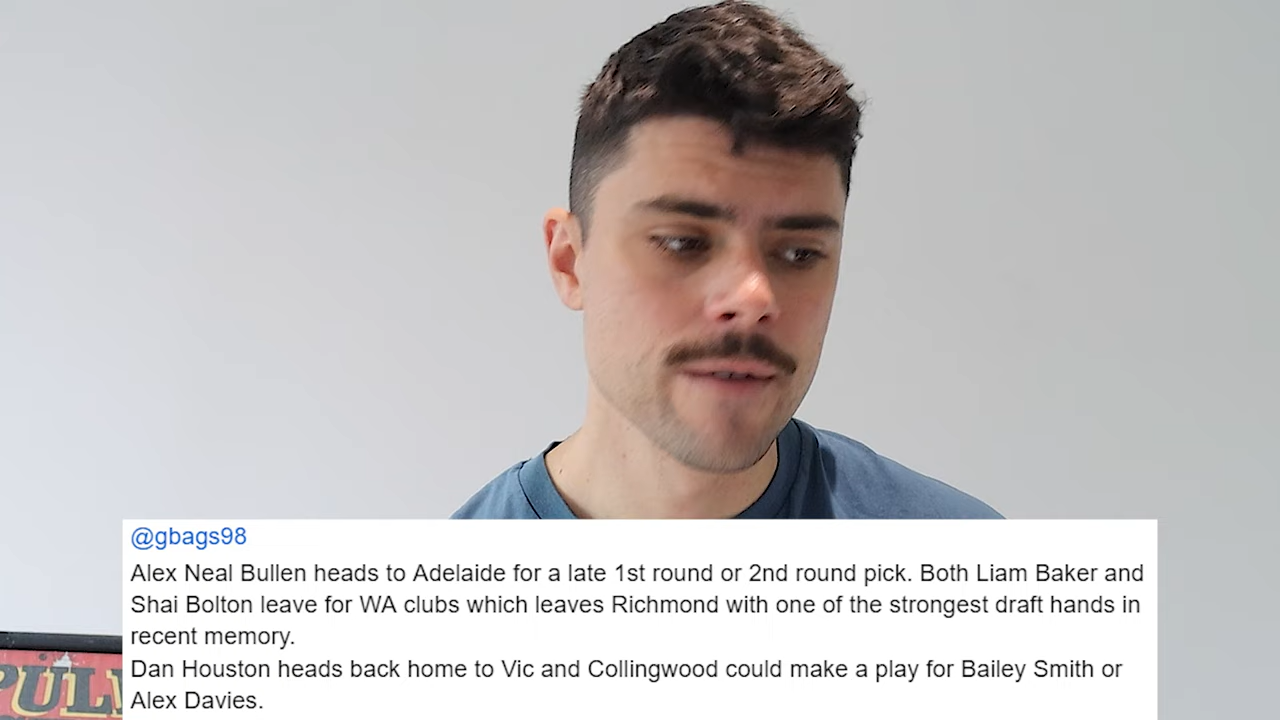 @gbags98
Alex Neal Bullen heads to Adelaide for a late 1st round or 2nd round pick. Both Liam Baker and
Shai Bolton leave for WA clubs which leaves Richmond with one of the strongest draft hands in
recent memory.
Dan Houston heads back home to Vic and Collingwood could make a play for Bailey Smith or
Alex Davies.